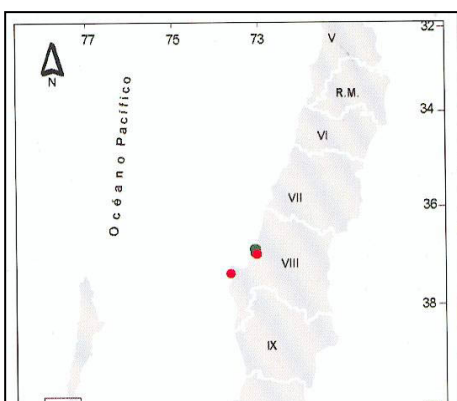 77 75 73 32
V
N
R.M.
Océano Pacífico
34
VI
VII
36
VIII
38
IX